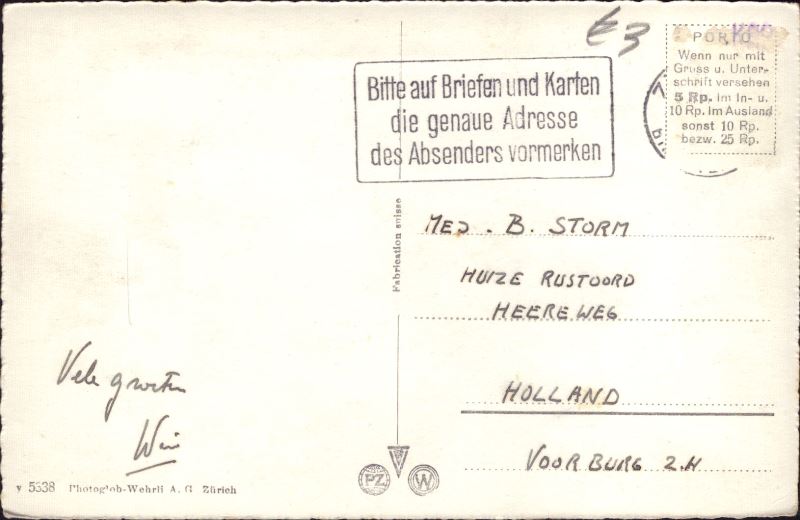 €3
PORTO
Wenn nur mit
Gruss u. Unter-
schrift versehen
5 Rp. im In- u.
10 Rp. im Ausland
sonst 10 Rp.
bezw. 25 Rp.
Bitte auf Briefen und Karten
die genaue Adresse
des Absenders vormerken
Fabrication suisse
MEJ. B. STORM
HUIZE RUSTOORD
HEEREWEG
HOLLAND
VOORBURG Z.H
Vele groeten
Wim
PZ W
v 5538 Photoglob-Wehrli A. G. Zürich